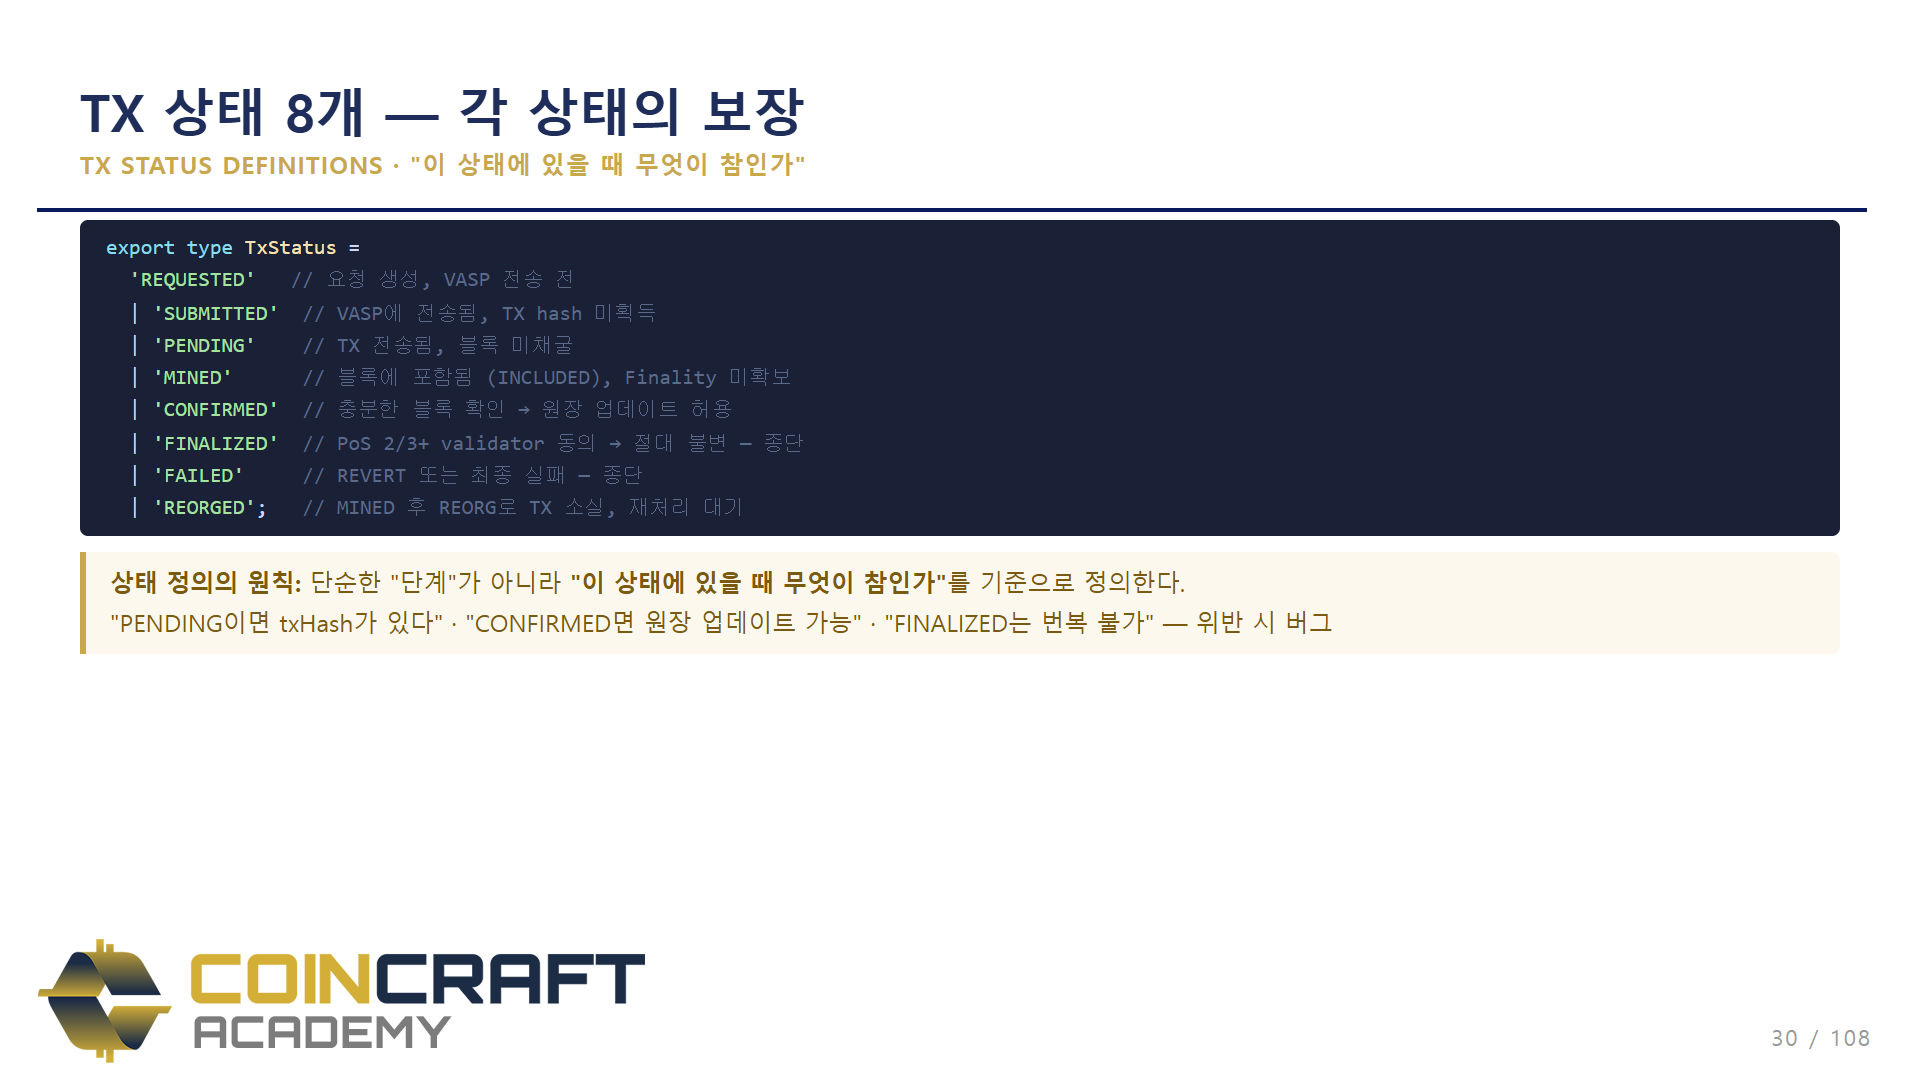 TX 상태 8개 — 각 상태의 보장
TX STATUS DEFINITIONS · "이 상태에 있을 때 무엇이 참인가"
export type TxStatus =
'REQUESTED' // 요청 생성, VASP 전송 전
| 'SUBMITTED' // VASP에 전송됨, TX hash 미획득
| 'PENDING' // TX 전송됨, 블록 미채굴
| 'MINED' // 블록에 포함됨 (INCLUDED), Finality 미확보
| 'CONFIRMED' // 충분한 블록 확인 → 원장 업데이트 허용
| 'FINALIZED' // PoS 2/3+ validator 동의 → 절대 불변 — 종단
| 'FAILED' // REVERT 또는 최종 실패 — 종단
| 'REORGED'; // MINED 후 REORG로 TX 소실, 재처리 대기
상태 정의의 원칙: 단순한 "단계"가 아니라 "이 상태에 있을 때 무엇이 참인가"를 기준으로 정의한다.
"PENDING이면 txHash가 있다" · "CONFIRMED면 원장 업데이트 가능" · "FINALIZED는 번복 불가" — 위반 시 버그
COINCRAFT
ACADEMY
30 / 108